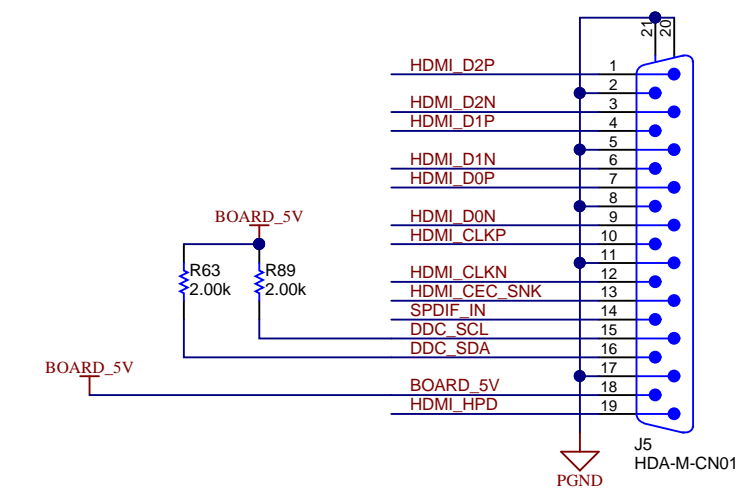 21
20
HDMI_D2P 1
2
HDMI_D2N 3
HDMI_D1P 4
5
HDMI_D1N 6
HDMI_D0P 7
8
HDMI_D0N 9
HDMI_CLKP 10
11
HDMI_CLKN 12
HDMI_CEC_SNK 13
SPDIF_IN 14
DDC_SCL 15
DDC_SDA 16
17
BOARD_5V 18
HDMI_HPD 19
BOARD_5V
R63
2.00k
R89
2.00k
BOARD_5V
J5
HDA-M-CN01
PGND